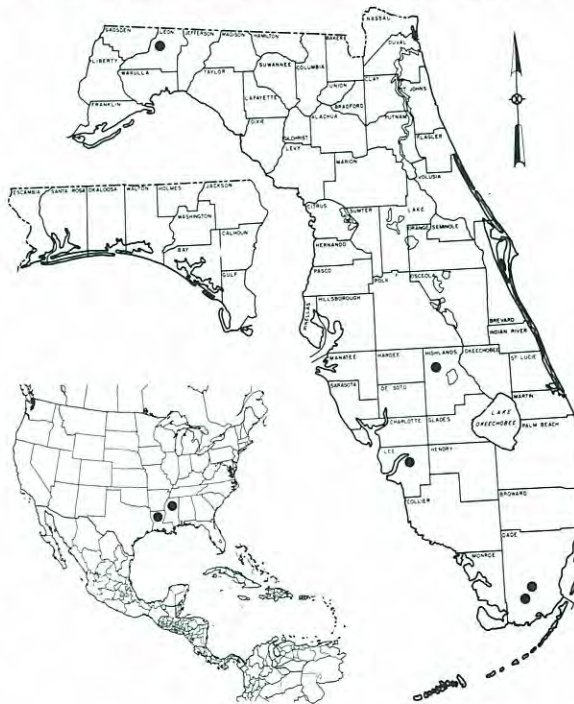 GADSDEN
LEON
JEFFERSON
MADISON
HAMILTON
BAKER
NASSAU
DUVAL
LIBERTY
WAKULLA
TAYLOR
SUWANNEE
COLUMBIA
UNION
CLAY
ST JOHNS
FRANKLIN
LAFAYETTE
BRADFORD
PUTNAM
DIXIE
GILCHRIST
ALACHUA
FLAGLER
LEVY
MARION
VOLUSIA
ESCAMBIA
SANTA ROSA
OKALOOSA
WALTON
HOLMES
JACKSON
WASHINGTON
BAY
CALHOUN
GULF
CITRUS
SUMTER
LAKE
HERNANDO
ORANGE
SEMINOLE
PASCO
POLK
OSCEOLA
HILLSBOROUGH
PINELLAS
BREVARD
INDIAN RIVER
MANATEE
HARDEE
HIGHLANDS
OKEECHOBEE
ST LUCIE
SARASOTA
DE SOTO
MARTIN
CHARLOTTE
GLADES
LAKE
OKEECHOBEE
PALM BEACH
LEE
HENDRY
COLLIER
BROWARD
DADE
MONROE